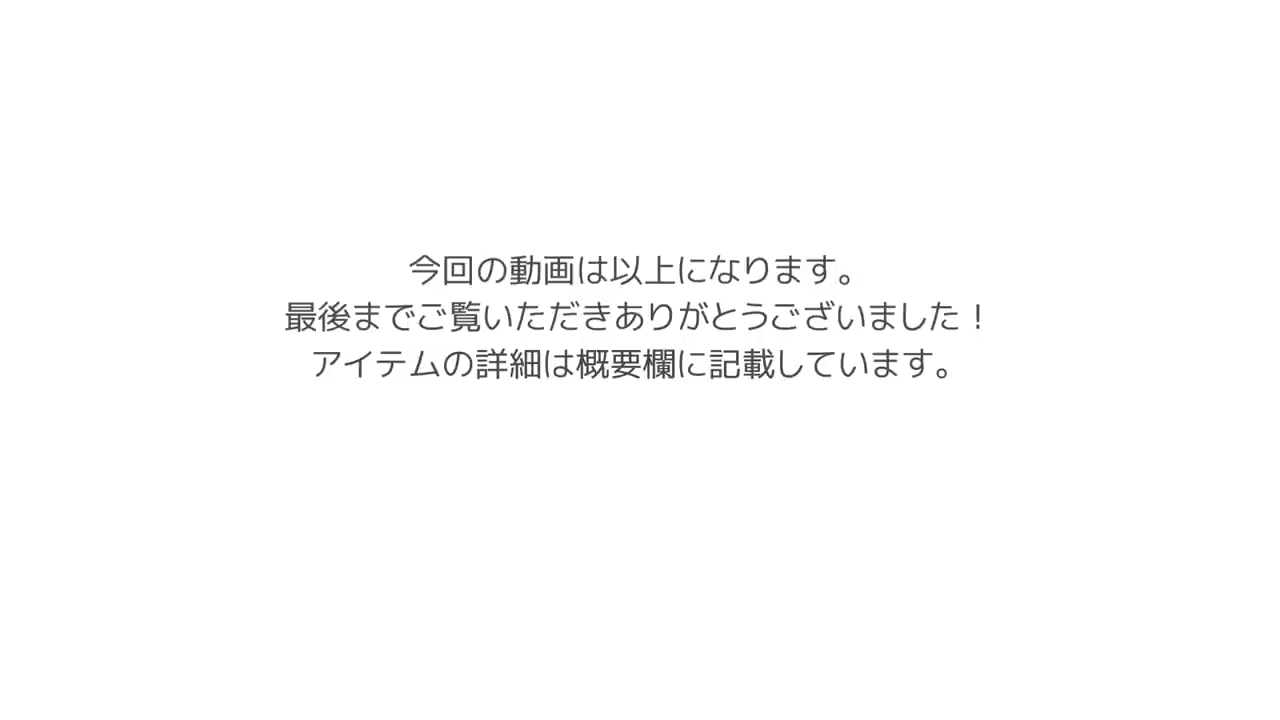 今回の動画は以上になります。
最後までご覧いただきありがとうございました！
アイテムの詳細は概要欄に記載しています。